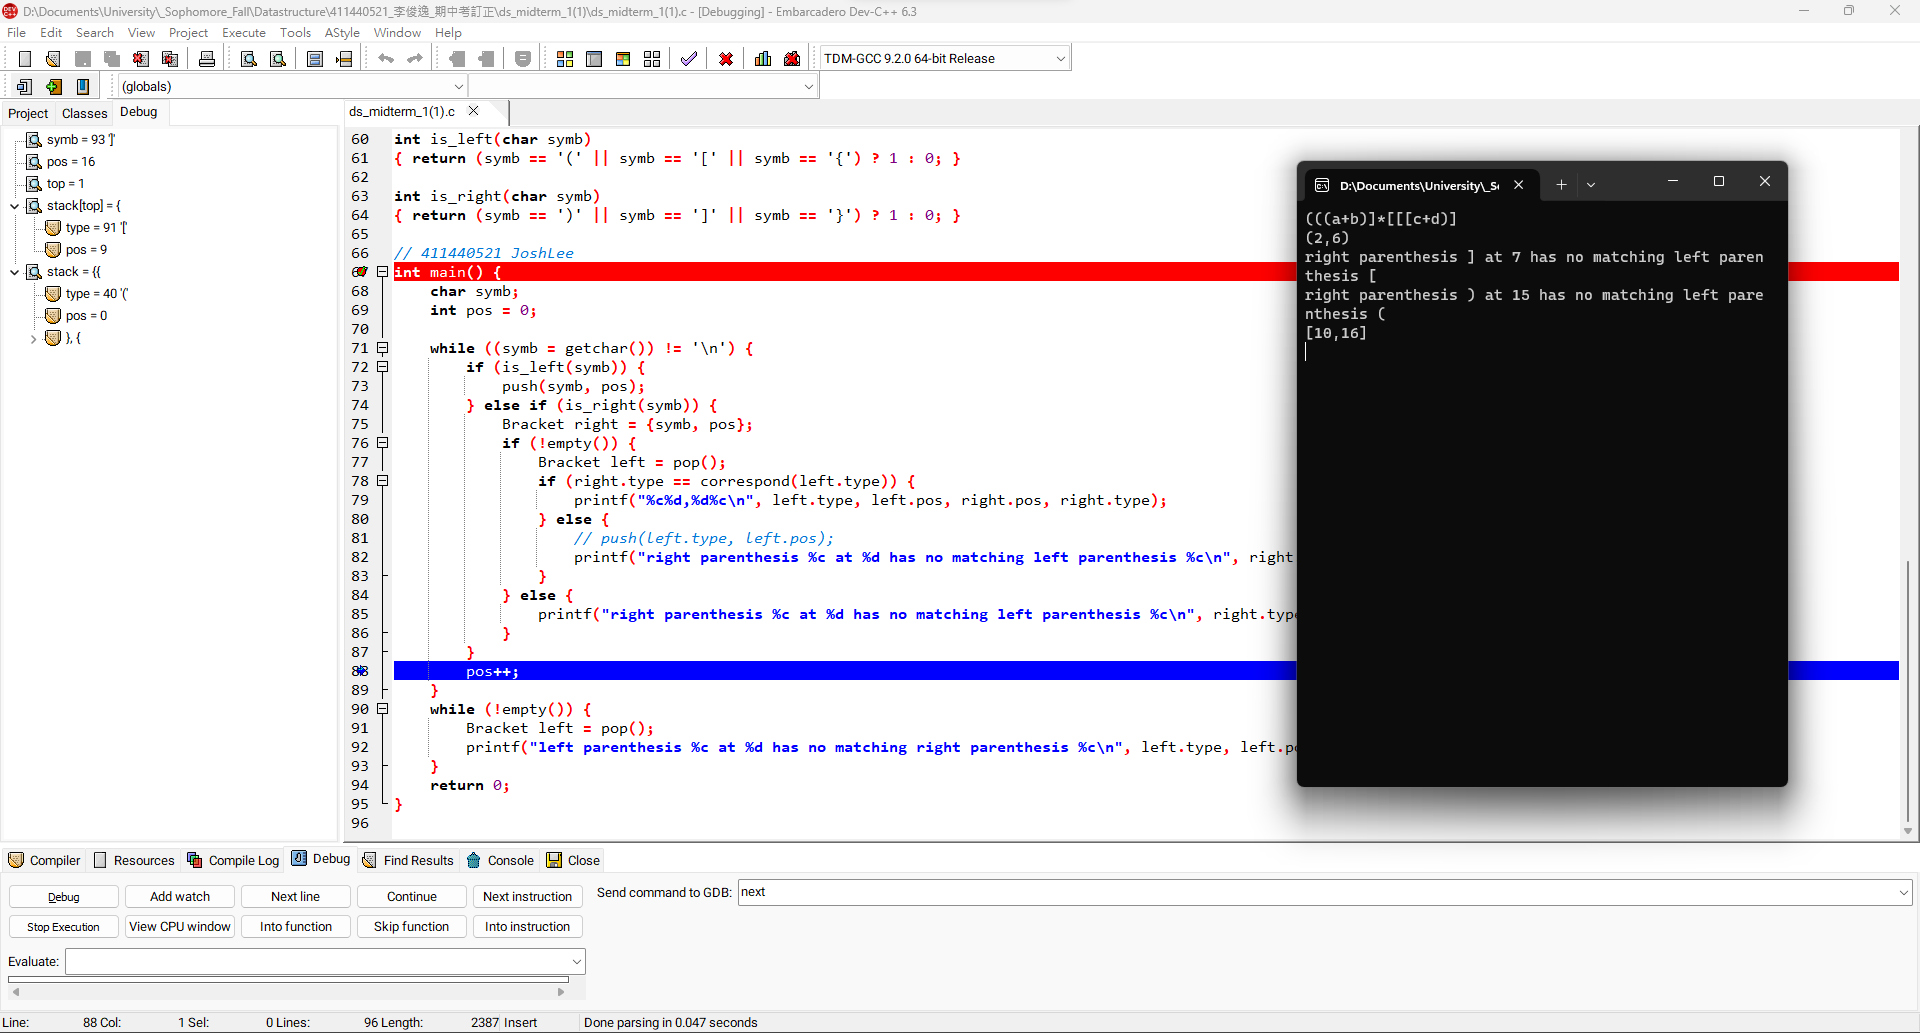 D:\Documents\University\_Sophomore_Fall\Datastructure\411440521_李俊逸_期中考訂正\ds_midterm_1(1)\ds_midterm_1(1).c - [Debugging] - Embarcadero Dev-C++ 6.3
File Edit Search View Project Execute Tools AStyle Window Help
TDM-GCC 9.2.0 64-bit Release
(globals)
Project Classes Debug
symb = 93 ']'
pos = 16
top = 1
stack[top] = {
type = 91 '['
pos = 9
stack = {{
type = 40 '('
pos = 0
}, {
ds_midterm_1(1).c
60 int is_left(char symb)
61 { return (symb == '(' || symb == '[' || symb == '{') ? 1 : 0; }
62
63 int is_right(char symb)
64 { return (symb == ')' || symb == ']' || symb == '}') ? 1 : 0; }
65
66 // 411440521 JoshLee
67 int main() {
68 char symb;
69 int pos = 0;
70
71 while ((symb = getchar()) != '\n') {
72 if (is_left(symb)) {
73 push(symb, pos);
74 } else if (is_right(symb)) {
75 Bracket right = {symb, pos};
76 if (!empty()) {
77 Bracket left = pop();
78 if (right.type == correspond(left.type)) {
79 printf("%c%d,%d%c\n", left.type, left.pos, right.pos, right.type);
80 } else {
81 // push(left.type, left.pos);
82 printf("right parenthesis %c at %d has no matching left parenthesis %c\n", right
83 }
84 } else {
85 printf("right parenthesis %c at %d has no matching left parenthesis %c\n", right.type
86 }
87 }
88 pos++;
89 }
90 while (!empty()) {
91 Bracket left = pop();
92 printf("left parenthesis %c at %d has no matching right parenthesis %c\n", left.type, left.po
93 }
94 return 0;
95 }
96
D:\Documents\University\_S
(((a+b)]*[[[c+d)]
(2,6)
right parenthesis ] at 7 has no matching left paren
thesis [
right parenthesis ) at 15 has no matching left pare
nthesis (
[10,16]
Compiler Resources Compile Log Debug Find Results Console Close
Debug Add watch Next line Continue Next instruction
Send command to GDB: next
Stop Execution View CPU window Into function Skip function Into instruction
Evaluate:
Line: 88 Col: 1 Sel: 0 Lines: 96 Length: 2387 Insert Done parsing in 0.047 seconds